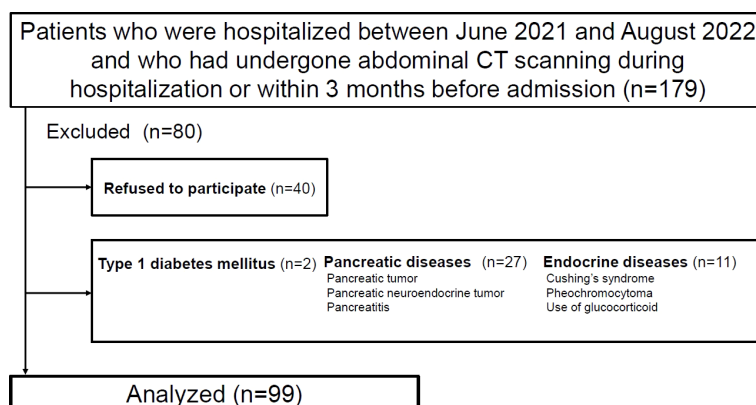 Patients who were hospitalized between June 2021 and August 2022
and who had undergone abdominal CT scanning during
hospitalization or within 3 months before admission (n=179)
Excluded (n=80)
Refused to participate (n=40)
Type 1 diabetes mellitus (n=2)
Pancreatic diseases (n=27)
Pancreatic tumor
Pancreatic neuroendocrine tumor
Pancreatitis
Endocrine diseases (n=11)
Cushing's syndrome
Pheochromocytoma
Use of glucocorticoid
Analyzed (n=99)